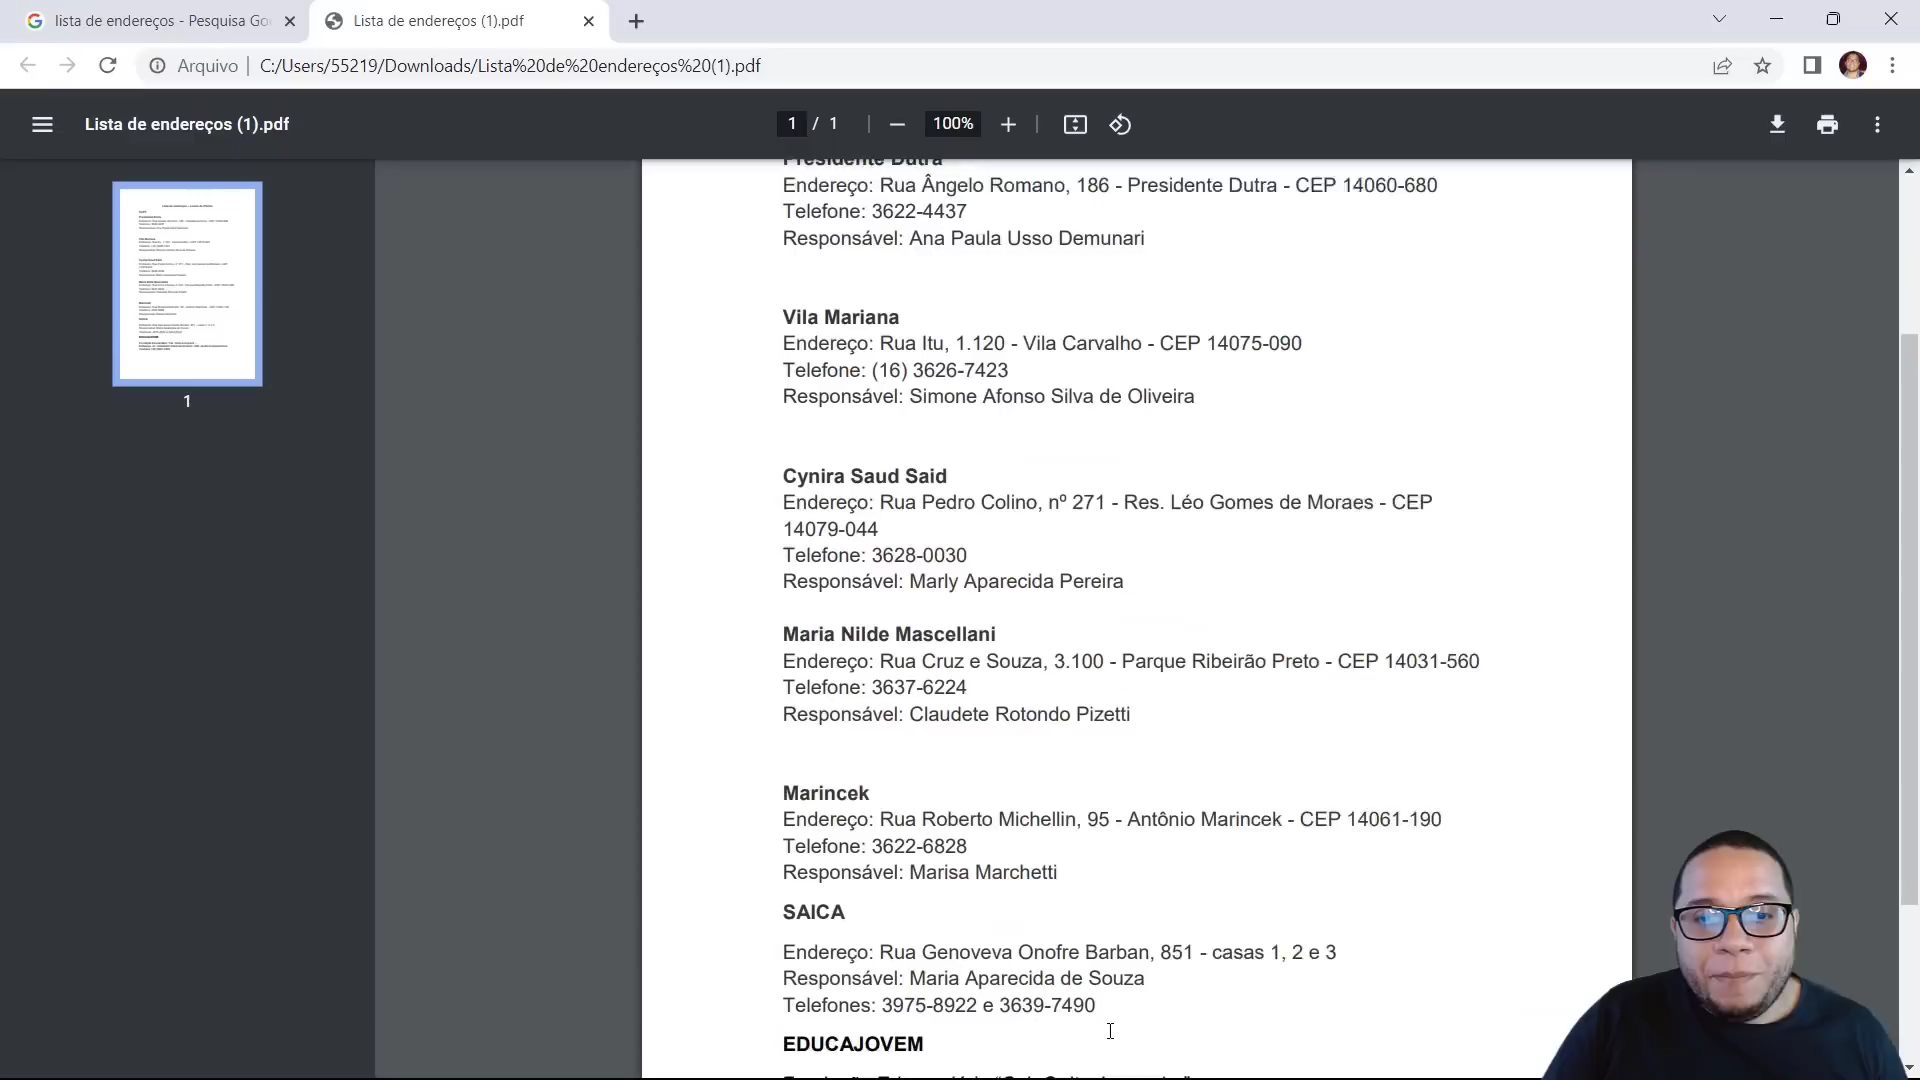 lista de endereços - Pesquisa Go
Lista de endereços (1).pdf
Arquivo
C:/Users/55219/Downloads/Lista%20de%20endereços%20(1).pdf
Lista de endereços (1).pdf
1 / 1
100%
1
Presidente Dutra
Endereço: Rua Ângelo Romano, 186 - Presidente Dutra - CEP 14060-680
Telefone: 3622-4437
Responsável: Ana Paula Usso Demunari
Vila Mariana
Endereço: Rua Itu, 1.120 - Vila Carvalho - CEP 14075-090
Telefone: (16) 3626-7423
Responsável: Simone Afonso Silva de Oliveira
Cynira Saud Said
Endereço: Rua Pedro Colino, nº 271 - Res. Léo Gomes de Moraes - CEP
14079-044
Telefone: 3628-0030
Responsável: Marly Aparecida Pereira
Maria Nilde Mascellani
Endereço: Rua Cruz e Souza, 3.100 - Parque Ribeirão Preto - CEP 14031-560
Telefone: 3637-6224
Responsável: Claudete Rotondo Pizetti
Marincek
Endereço: Rua Roberto Michellin, 95 - Antônio Marincek - CEP 14061-190
Telefone: 3622-6828
Responsável: Marisa Marchetti
SAICA
Endereço: Rua Genoveva Onofre Barban, 851 - casas 1, 2 e 3
Responsável: Maria Aparecida de Souza
Telefones: 3975-8922 e 3639-7490
EDUCAJOVEM